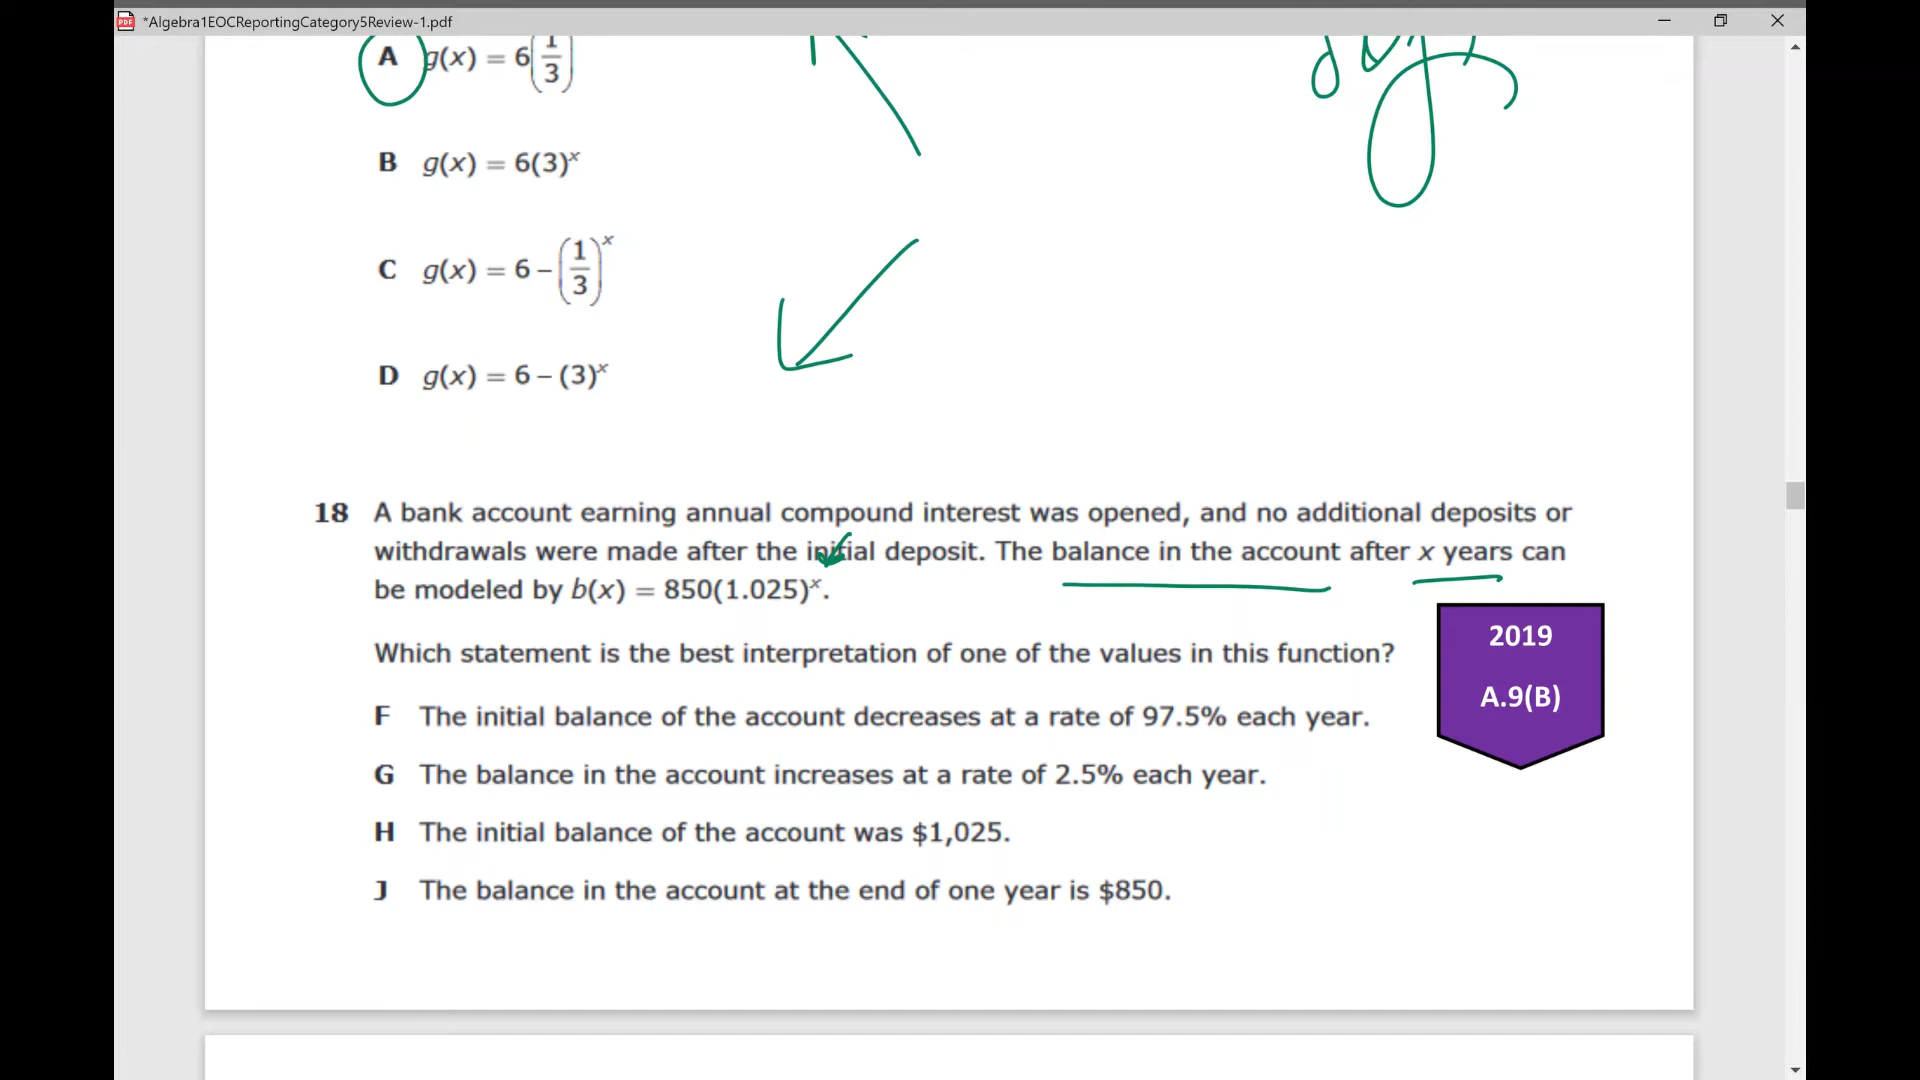 *Algebra1EOCReportingCategory5Review-1.pdf
A g(x) = 6(1/3)
B g(x) = 6(3)ˣ
C g(x) = 6 – (1/3)ˣ
D g(x) = 6 – (3)ˣ
18 A bank account earning annual compound interest was opened, and no additional deposits or
withdrawals were made after the initial deposit. The balance in the account after x years can
be modeled by b(x) = 850(1.025)ˣ.
Which statement is the best interpretation of one of the values in this function?
2019
A.9(B)
F The initial balance of the account decreases at a rate of 97.5% each year.
G The balance in the account increases at a rate of 2.5% each year.
H The initial balance of the account was $1,025.
J The balance in the account at the end of one year is $850.